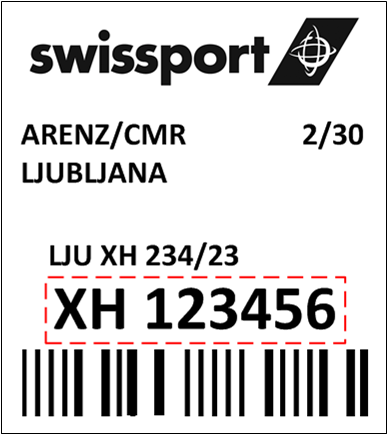 swissport
ARENZ/CMR 2/30
LJUBLJANA
LJU XH 234/23
XH 123456